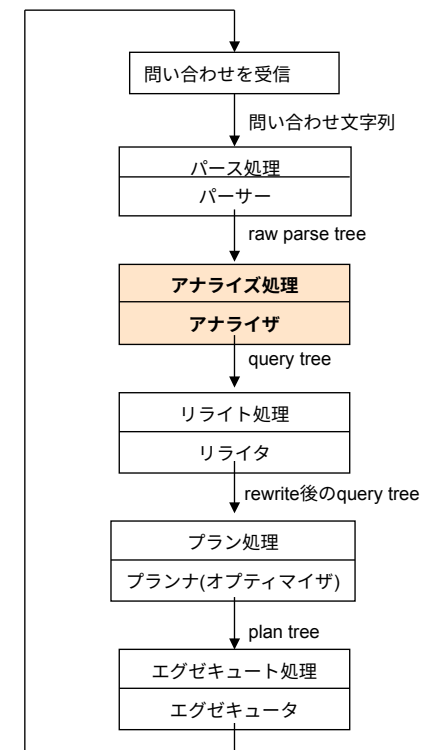 問い合わせを受信
問い合わせ文字列
パース処理
パーサー
raw parse tree
アナライズ処理
アナライザ
query tree
リライト処理
リライタ
rewrite後のquery tree
プラン処理
プランナ(オプティマイザ)
plan tree
エグゼキュート処理
エグゼキュータ